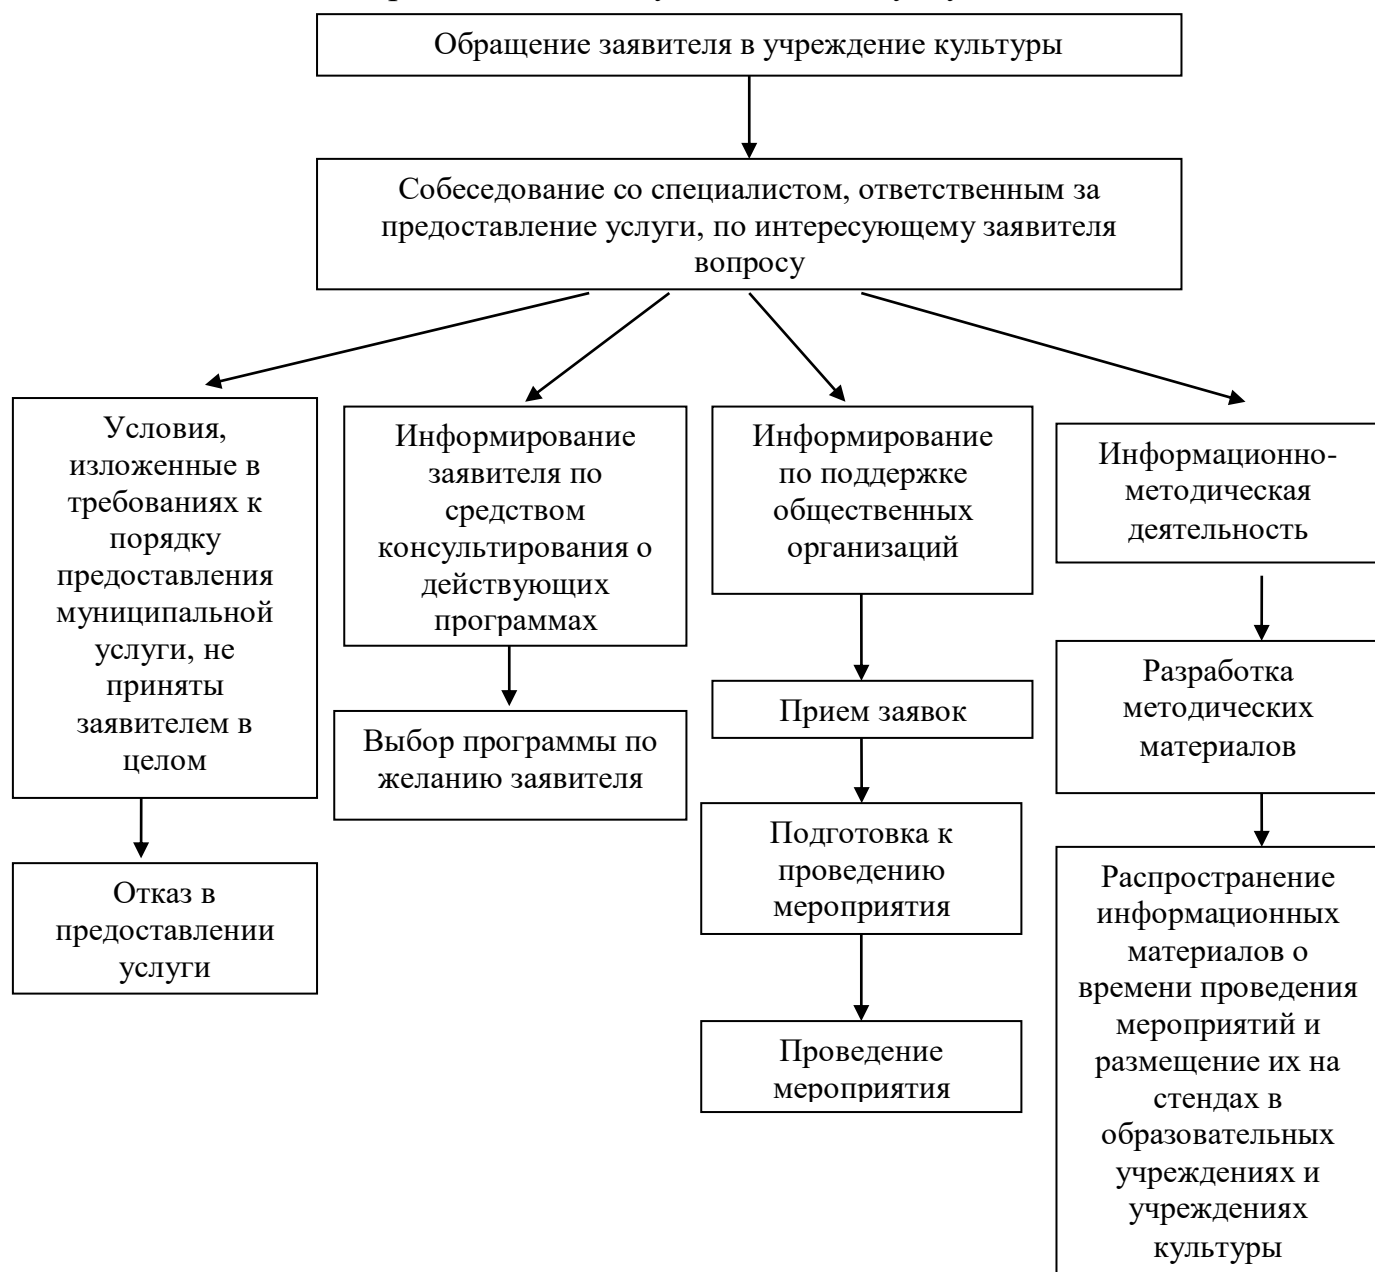 Обращение заявителя в учреждение культуры
Собеседование со специалистом, ответственным за
предоставление услуги, по интересующему заявителя
вопросу
Условия,
изложенные в
требованиях к
порядку
предоставления
муниципальной
услуги, не
приняты
заявителем в
целом
Отказ в
предоставлении
услуги
Информирование
заявителя по
средством
консультирования о
действующих
программах
Выбор программы по
желанию заявителя
Информирование
по поддержке
общественных
организаций
Прием заявок
Подготовка к
проведению
мероприятия
Проведение
мероприятия
Информационно-
методическая
деятельность
Разработка
методических
материалов
Распространение
информационных
материалов о
времени проведения
мероприятий и
размещение их на
стендах в
образовательных
учреждениях и
учреждениях
культуры